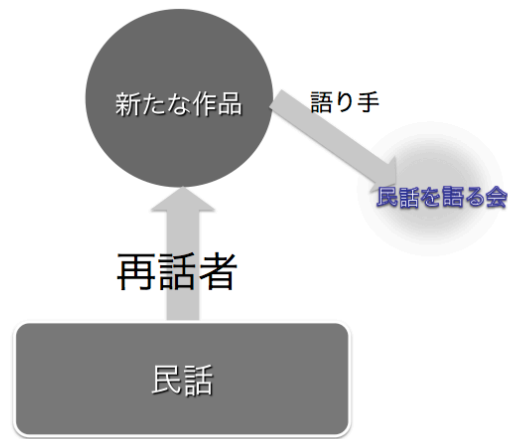 新たな作品
語り手
民話を語る会
再話者
民話